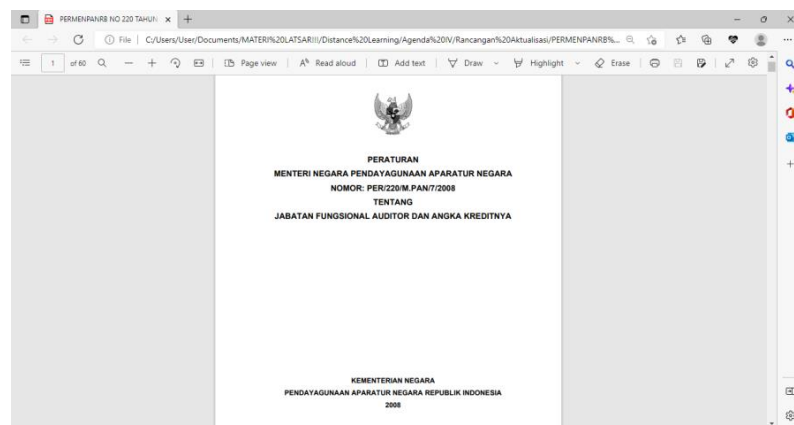 PERMENPANRB NO 220 TAHUN
File
C:/Users/User/Documents/MATERI%20LATSARIII/Distance%20Learning/Agenda%20IV/Rancangan%20Aktualisasi/PERMENPANRB%...
1 of 60
Page view
Read aloud
Add text
Draw
Highlight
Erase
PERATURAN
MENTERI NEGARA PENDAYAGUNAAN APARATUR NEGARA
NOMOR: PER/220/M.PAN/7/2008
TENTANG
JABATAN FUNGSIONAL AUDITOR DAN ANGKA KREDITNYA
KEMENTERIAN NEGARA
PENDAYAGUNAAN APARATUR NEGARA REPUBLIK INDONESIA
2008